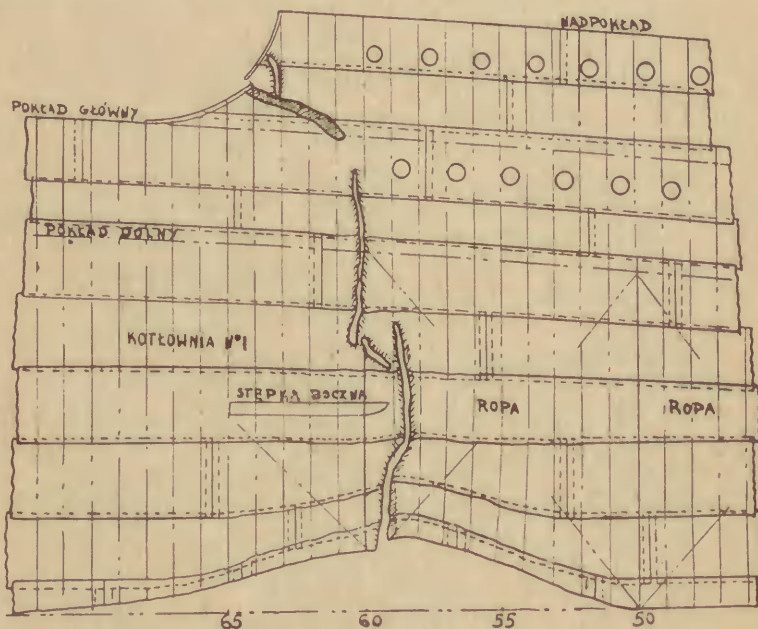 NADPOKŁAD
POKŁAD GŁÓWNY
POKŁAD DOLNY
KOTŁOWNIA Nº1
STĘPKA BOCZNA
ROPA
ROPA
65 60 55 50